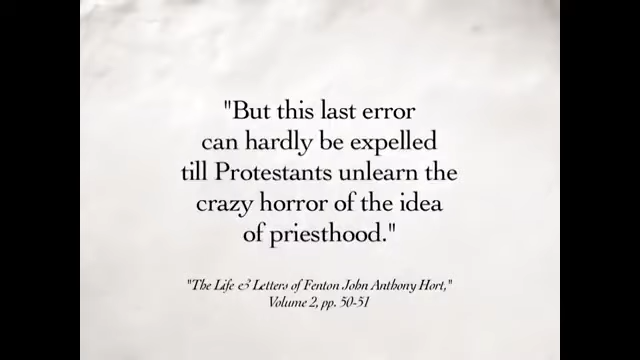 "But this last error
can hardly be expelled
till Protestants unlearn the
crazy horror of the idea
of priesthood."
"The Life & Letters of Fenton John Anthony Hort,"
Volume 2, pp. 50-51